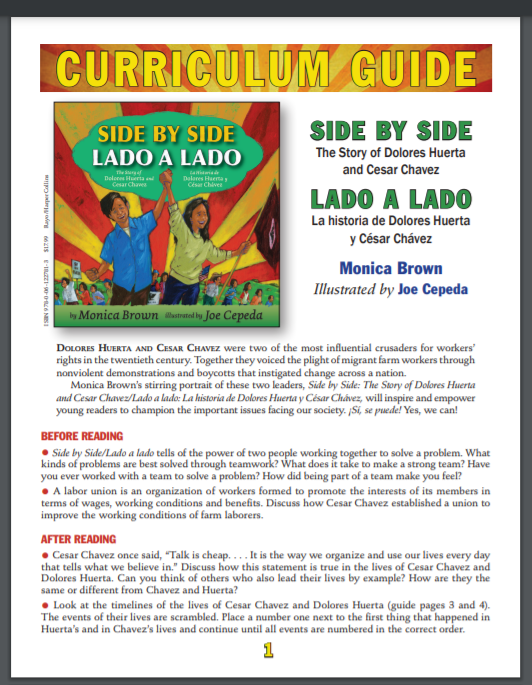 CURRICULUM GUIDE
SIDE BY SIDE
LADO A LADO
The Story of
Dolores Huerta and
Cesar Chavez
La Historia de
Dolores Huerta y
César Chávez
by Monica Brown illustrated by Joe Cepeda
ISBN 978-0-06-122781-3 $17.99 Rayo/HarperCollins
SIDE BY SIDE
The Story of Dolores Huerta
and Cesar Chavez
LADO A LADO
La historia de Dolores Huerta
y César Chávez
Monica Brown
Illustrated by Joe Cepeda
DOLORES HUERTA AND CESAR CHAVEZ were two of the most influential crusaders for workers'
rights in the twentieth century. Together they voiced the plight of migrant farm workers through
nonviolent demonstrations and boycotts that instigated change across a nation.
Monica Brown's stirring portrait of these two leaders, Side by Side: The Story of Dolores Huerta
and Cesar Chavez/Lado a lado: La historia de Dolores Huerta y César Chávez, will inspire and empower
young readers to champion the important issues facing our society. ¡Sí, se puede! Yes, we can!
BEFORE READING
• Side by Side/Lado a lado tells of the power of two people working together to solve a problem. What
kinds of problems are best solved through teamwork? What does it take to make a strong team? Have
you ever worked with a team to solve a problem? How did being part of a team make you feel?
• A labor union is an organization of workers formed to promote the interests of its members in
terms of wages, working conditions and benefits. Discuss how Cesar Chavez established a union to
improve the working conditions of farm laborers.
AFTER READING
• Cesar Chavez once said, "Talk is cheap. . . . It is the way we organize and use our lives every day
that tells what we believe in." Discuss how this statement is true in the lives of Cesar Chavez and
Dolores Huerta. Can you think of others who also lead their lives by example? How are they the
same or different from Chavez and Huerta?
• Look at the timelines of the lives of Cesar Chavez and Dolores Huerta (guide pages 3 and 4).
The events of their lives are scrambled. Place a number one next to the first thing that happened in
Huerta's and in Chavez's lives and continue until all events are numbered in the correct order.
1